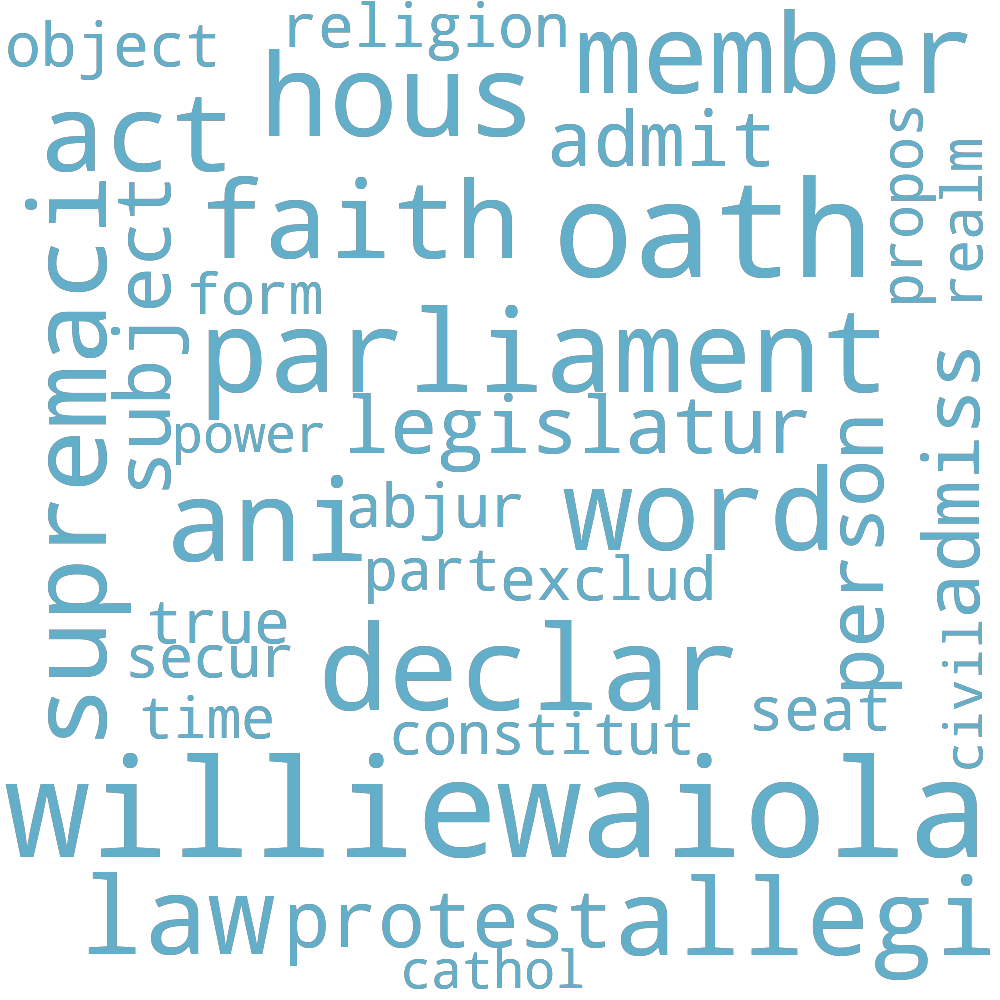 religion
object
member
hous
act
admit
propos
realm
supremaci
subject
faith
oath
form
parliament
legislatur
power
admiss
person
ani
abjur
word
part
exclud
true
secur
declar
civil
time
constitut
seat
williewaiola
law
protest
allegi
cathol